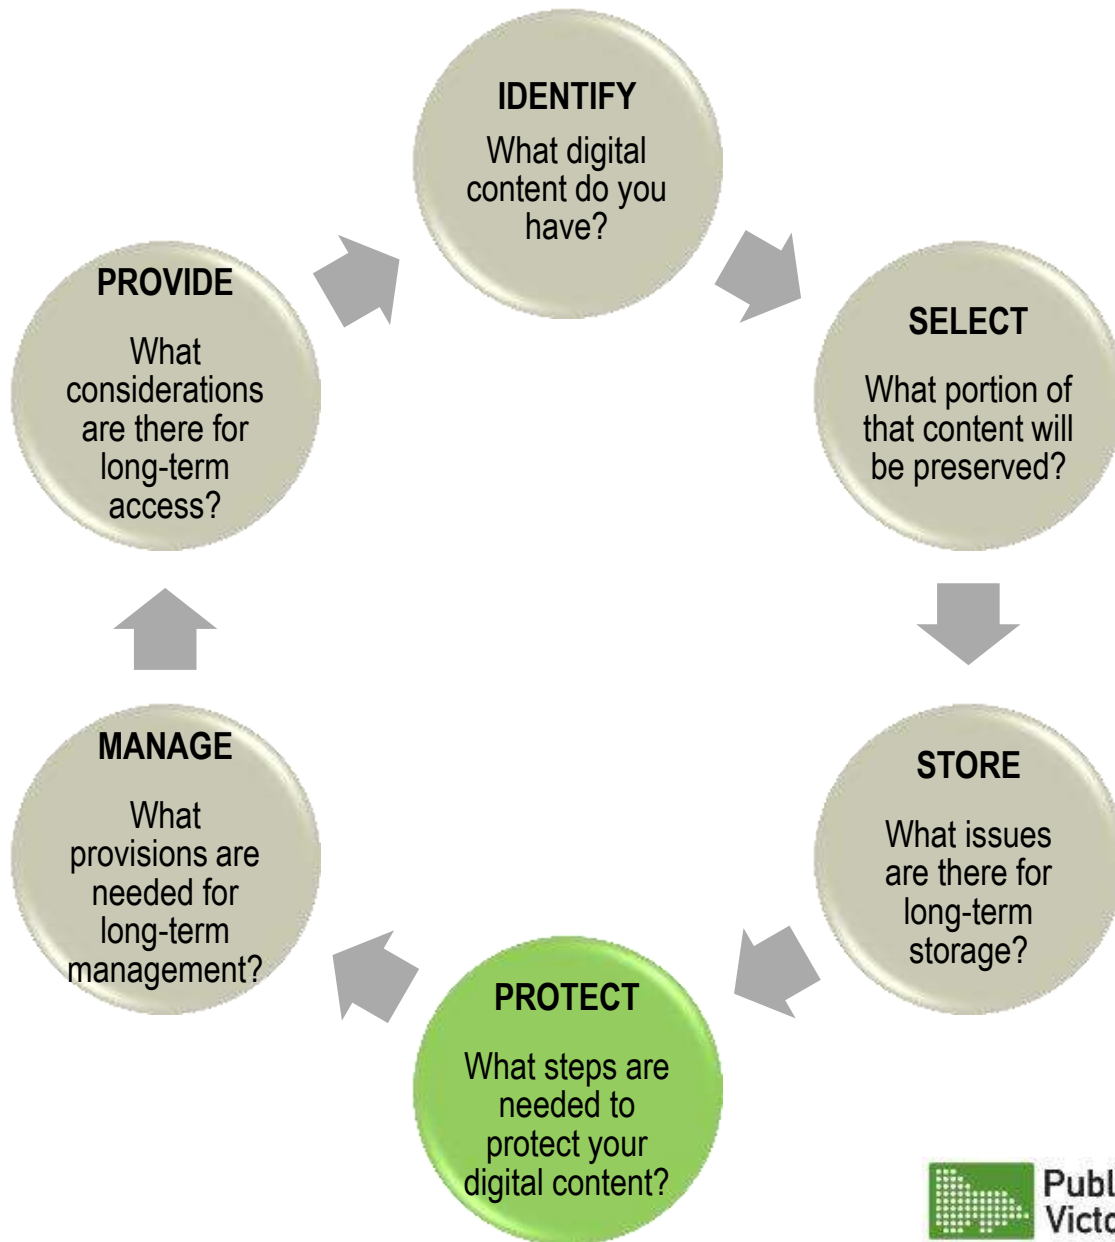 IDENTIFY
What digital
content do you
have?
SELECT
What portion of
that content will
be preserved?
STORE
What issues
are there for
long-term
storage?
PROTECT
What steps are
needed to
protect your
digital content?
MANAGE
What
provisions are
needed for
long-term
management?
PROVIDE
What
considerations
are there for
long-term
access?